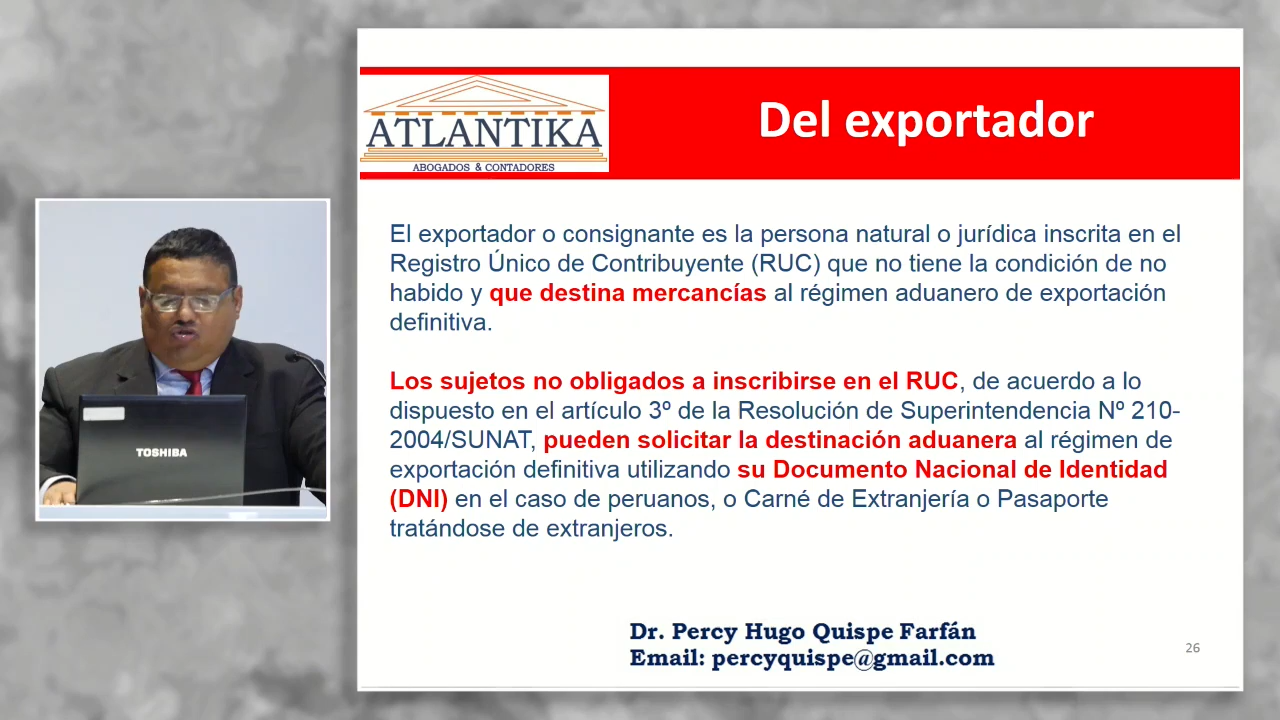 ATLANTIKA
ABOGADOS & CONTADORES
Del exportador
El exportador o consignante es la persona natural o jurídica inscrita en el
Registro Único de Contribuyente (RUC) que no tiene la condición de no
habido y que destina mercancías al régimen aduanero de exportación
definitiva.
Los sujetos no obligados a inscribirse en el RUC, de acuerdo a lo
dispuesto en el artículo 3º de la Resolución de Superintendencia Nº 210-
2004/SUNAT, pueden solicitar la destinación aduanera al régimen de
exportación definitiva utilizando su Documento Nacional de Identidad
(DNI) en el caso de peruanos, o Carné de Extranjería o Pasaporte
tratándose de extranjeros.
TOSHIBA
Dr. Percy Hugo Quispe Farfán
Email: percyquispe@gmail.com
26